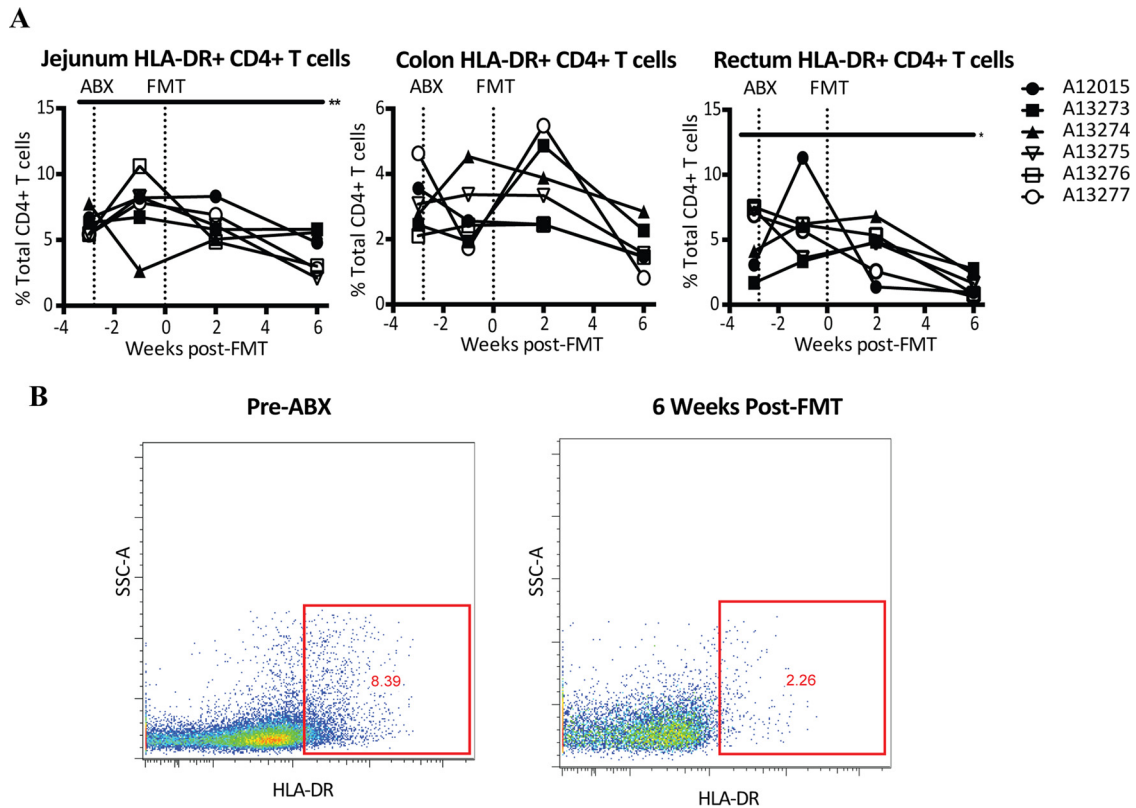 A
Jejunum HLA-DR+ CD4+ T cells
Colon HLA-DR+ CD4+ T cells
Rectum HLA-DR+ CD4+ T cells
ABX FMT
ABX FMT
ABX FMT
**
*
% Total CD4+ T cells
15
10
5
0
-4 -2 0 2 4 6
Weeks post-FMT
% Total CD4+ T cells
6
4
2
0
-4 -2 0 2 4 6
Weeks post-FMT
% Total CD4+ T cells
15
10
5
0
-4 -2 0 2 4 6
Weeks post-FMT
A12015
A13273
A13274
A13275
A13276
A13277
B
Pre-ABX
6 Weeks Post-FMT
SSC-A
8.39
HLA-DR
SSC-A
2.26
HLA-DR